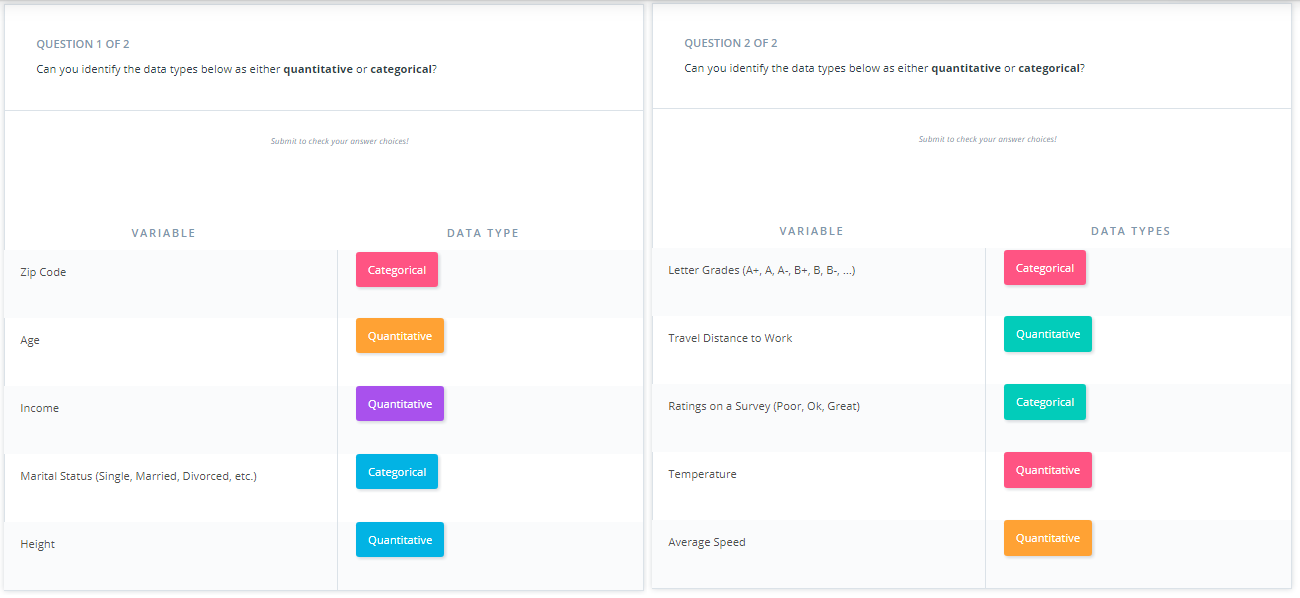 QUESTION 1 OF 2
Can you identify the data types below as either quantitative or categorical?
Submit to check your answer choices!
VARIABLE DATA TYPE
Zip Code Categorical
Age Quantitative
Income Quantitative
Marital Status (Single, Married, Divorced, etc.) Categorical
Height Quantitative
QUESTION 2 OF 2
Can you identify the data types below as either quantitative or categorical?
Submit to check your answer choices!
VARIABLE DATA TYPES
Letter Grades (A+, A, A-, B+, B, B-, ...) Categorical
Travel Distance to Work Quantitative
Ratings on a Survey (Poor, Ok, Great) Categorical
Temperature Quantitative
Average Speed Quantitative